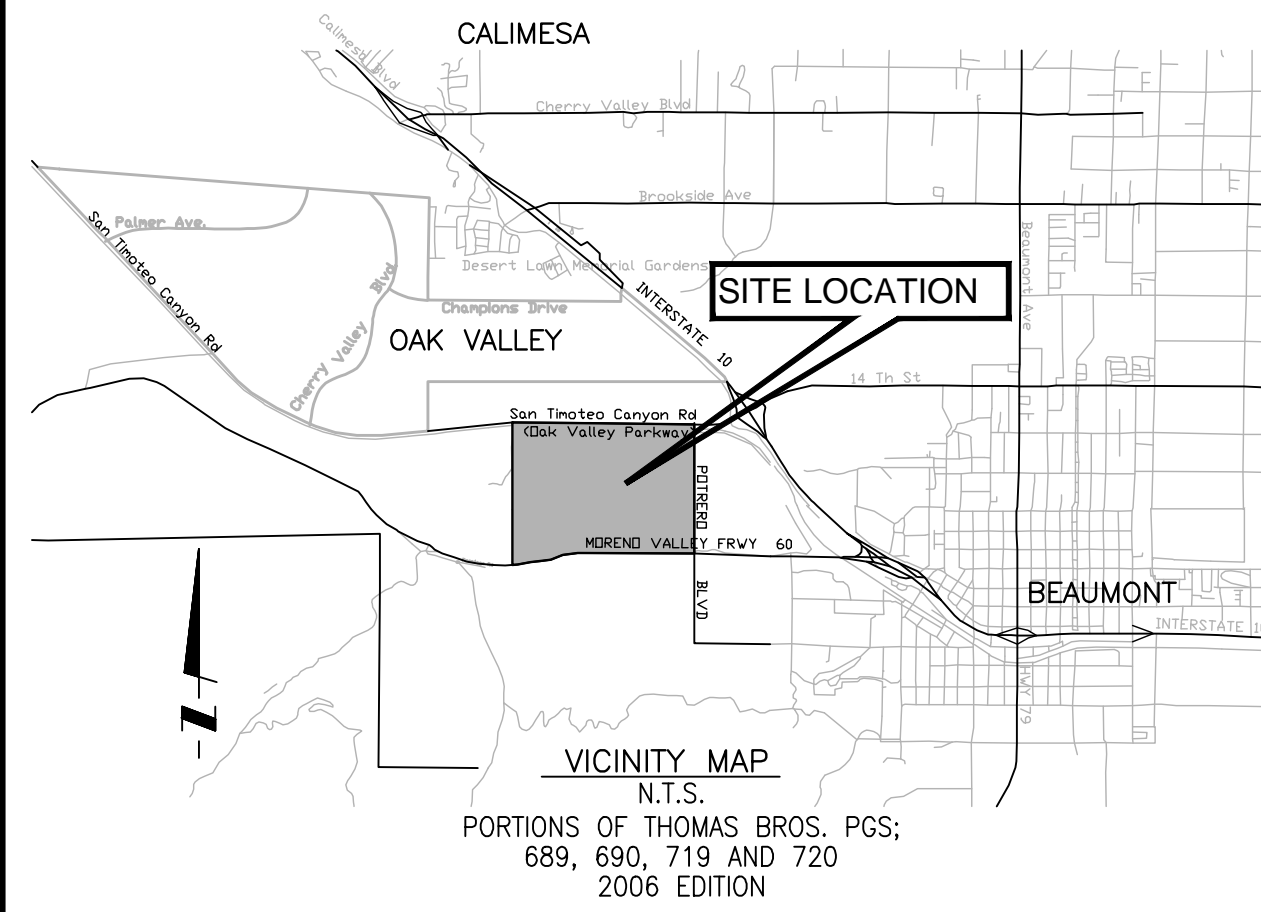 CALIMESA
Calimesa Blvd
Cherry Valley Blvd
Brookside Ave
San Timoteo Canyon Rd
Palmer Ave.
Beaumont Ave
Desert Lawn Memorial Gardens
Cherry Valley Blvd
SITE LOCATION
INTERSTATE 10
Champions Drive
OAK VALLEY
14 Th St
San Timoteo Canyon Rd
(Oak Valley Parkway)
POTRERO BLVD
MORENO VALLEY FRWY 60
BEAUMONT
INTERSTATE 1
HWY 79
N
VICINITY MAP
N.T.S.
PORTIONS OF THOMAS BROS. PGS;
689, 690, 719 AND 720
2006 EDITION